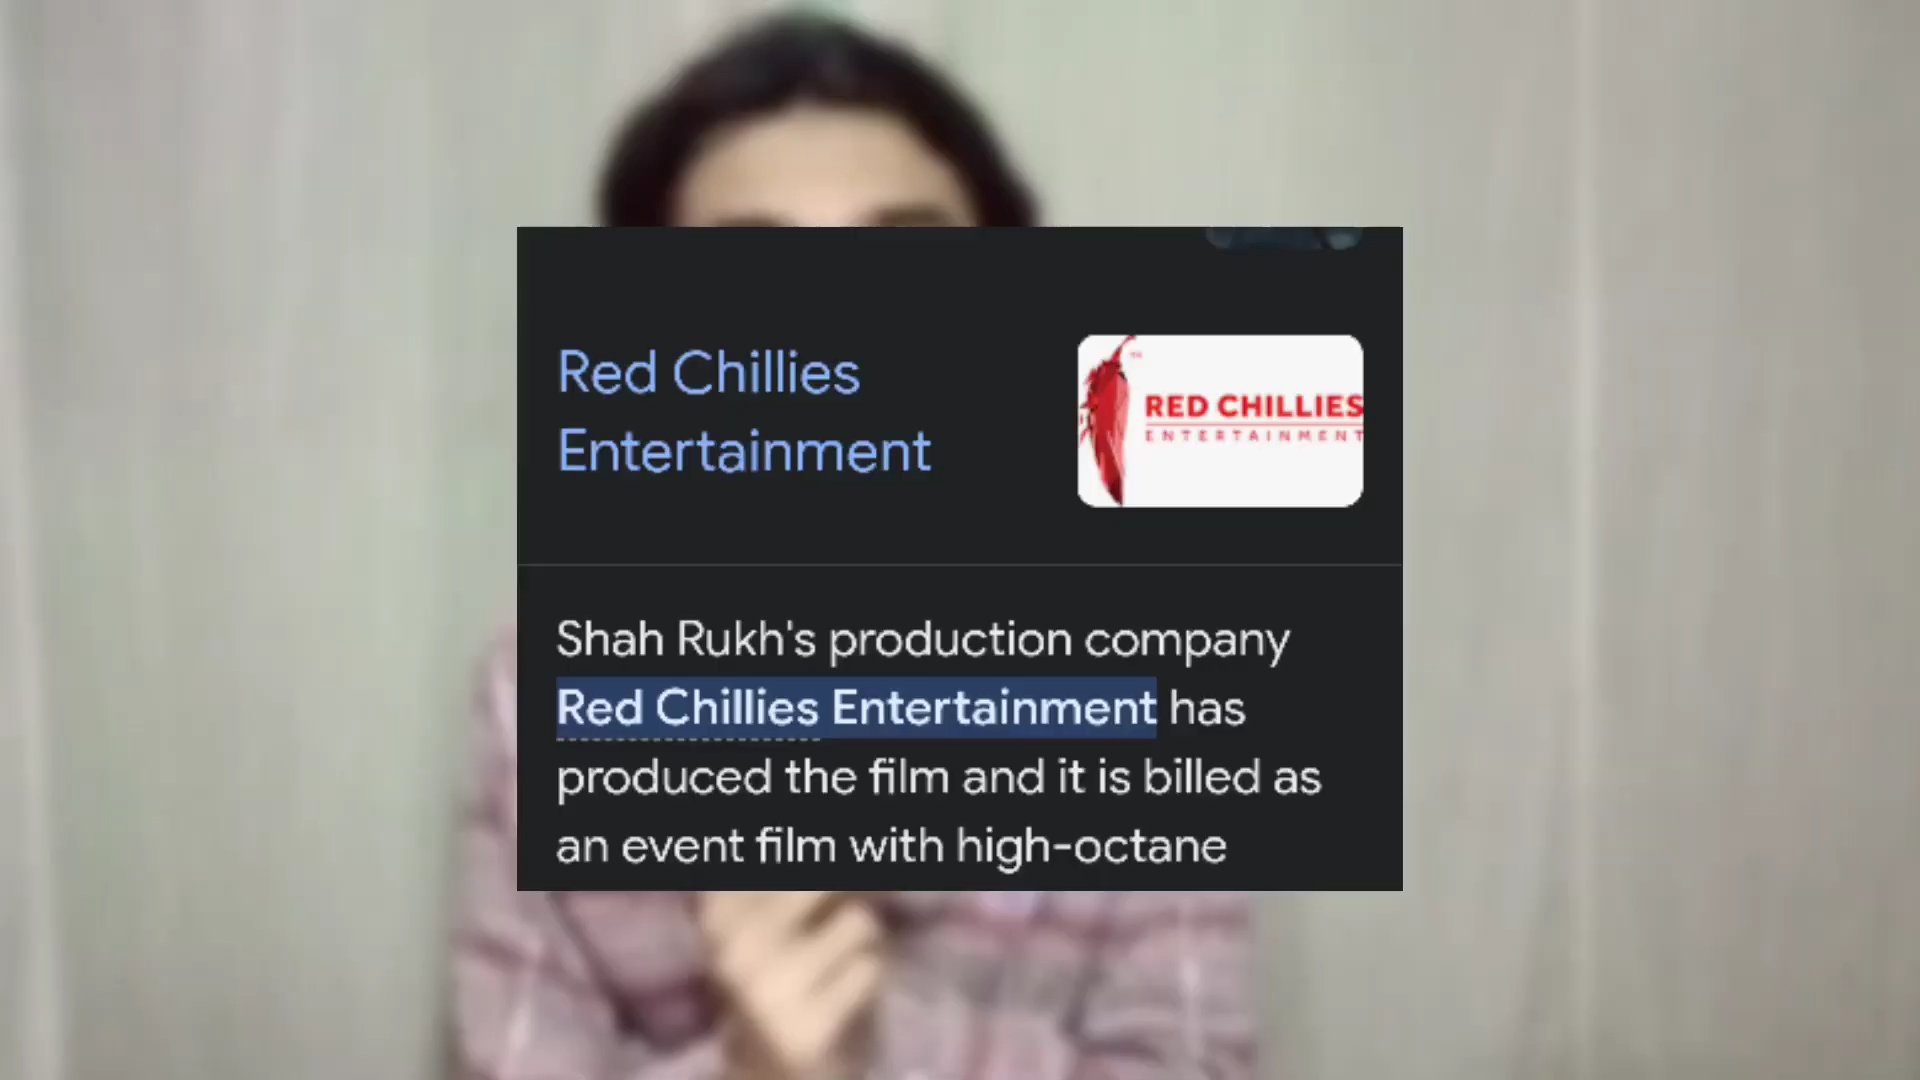 Red Chillies
Entertainment
RED CHILLIES
ENTERTAINMENT
Shah Rukh's production company
Red Chillies Entertainment has
produced the film and it is billed as
an event film with high-octane